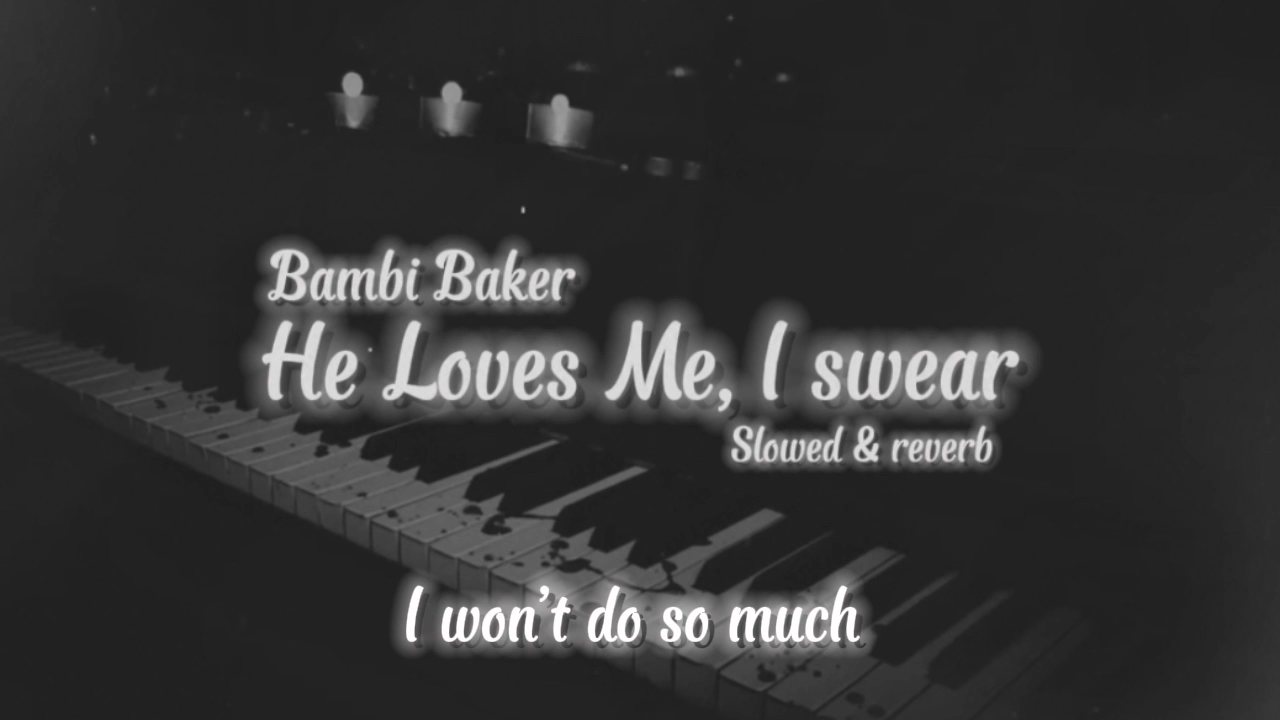 Bambi Baker
He Loves Me, I swear
Slowed & reverb
I won't do so much